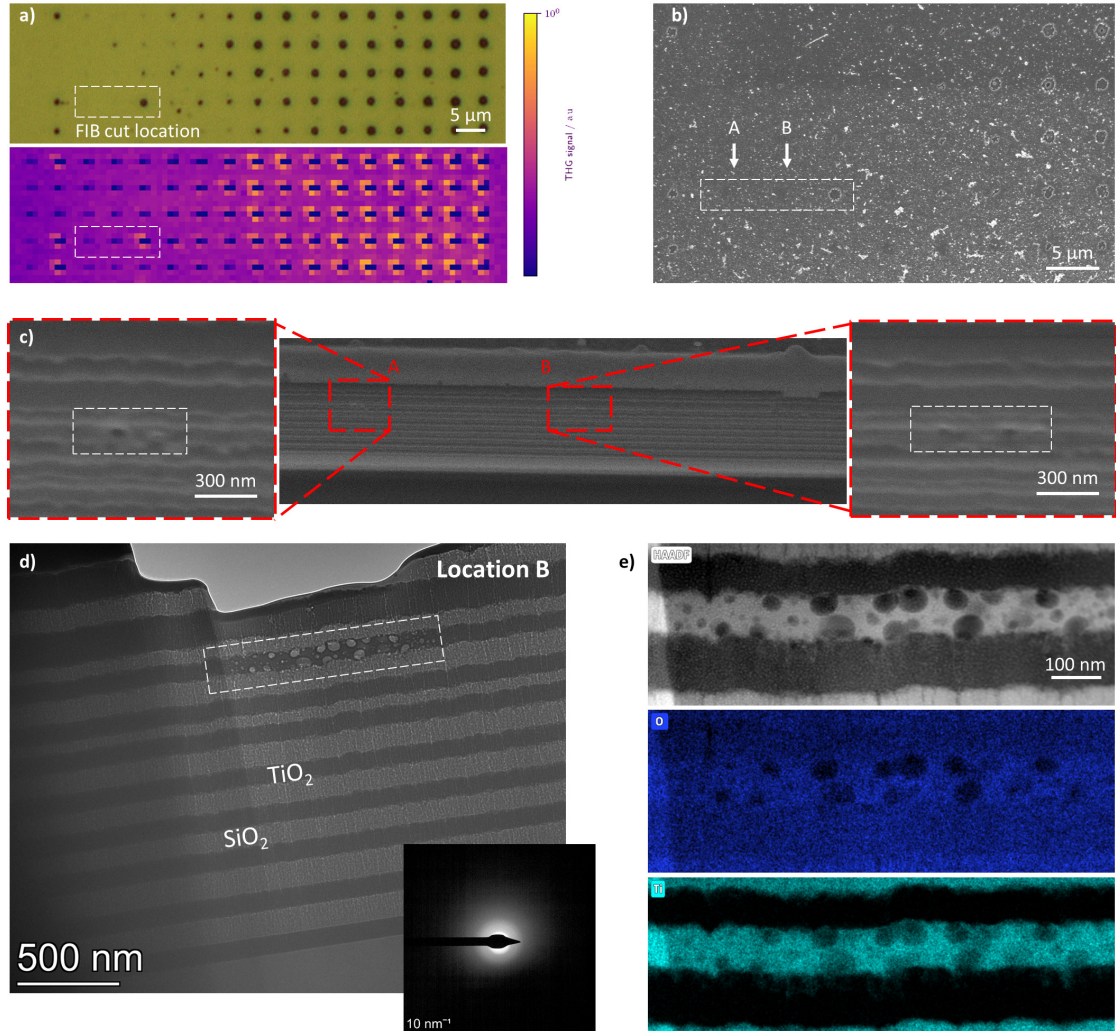 a)
FIB cut location
5 µm
10⁰
THG signal / a.u
b)
A
B
5 µm
c)
A
B
300 nm
300 nm
d)
Location B
TiO₂
SiO₂
500 nm
10 nm⁻¹
e)
HAADF
100 nm
O
Ti